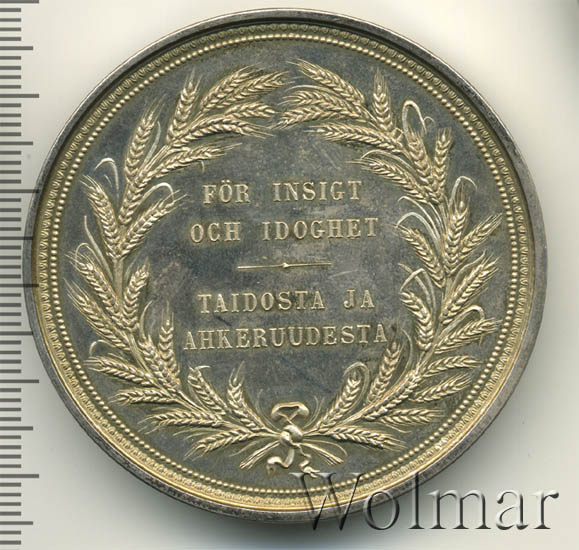 FÖR INSIGT
OCH IDOGHET
TAIDOSTA JA
AHKERUUDESTA
Wolmar